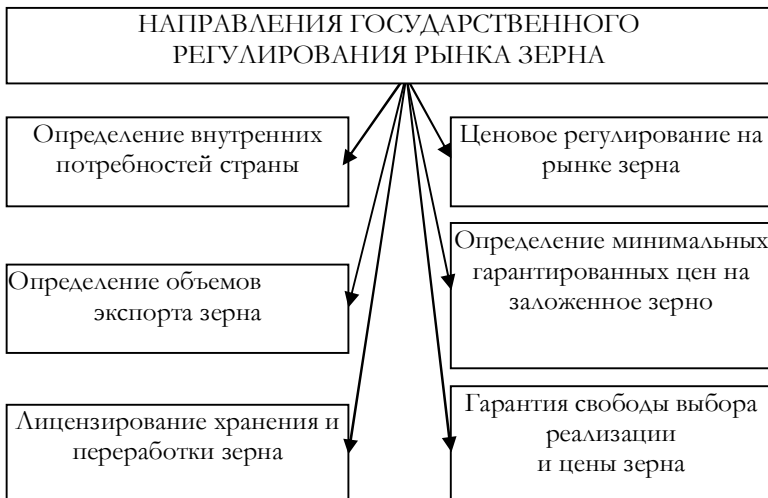 НАПРАВЛЕНИЯ ГОСУДАРСТВЕННОГО
РЕГУЛИРОВАНИЯ РЫНКА ЗЕРНА
Определение внутренних
потребностей страны
Ценовое регулирование на
рынке зерна
Определение объемов
экспорта зерна
Определение минимальных
гарантированных цен на
заложенное зерно
Лицензирование хранения и
переработки зерна
Гарантия свободы выбора
реализации
и цены зерна